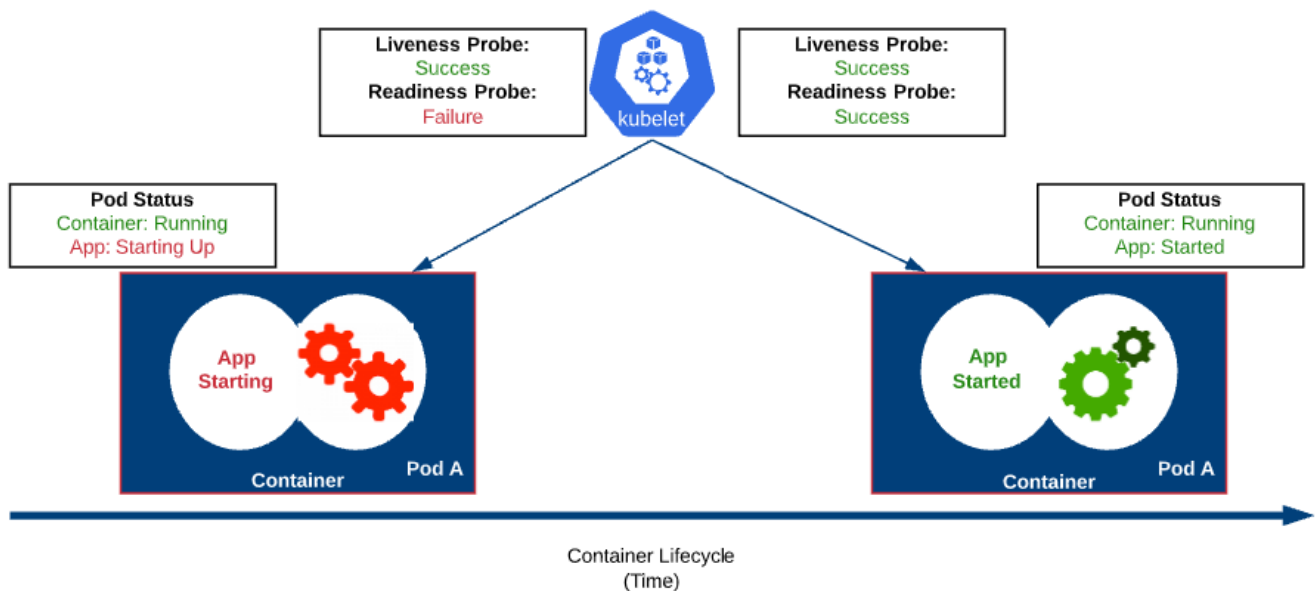 Liveness Probe:
Success
Readiness Probe:
Failure
kubelet
Liveness Probe:
Success
Readiness Probe:
Success
Pod Status
Container: Running
App: Starting Up
Pod Status
Container: Running
App: Started
App
Starting
Container
Pod A
App
Started
Container
Pod A
Container Lifecycle
(Time)